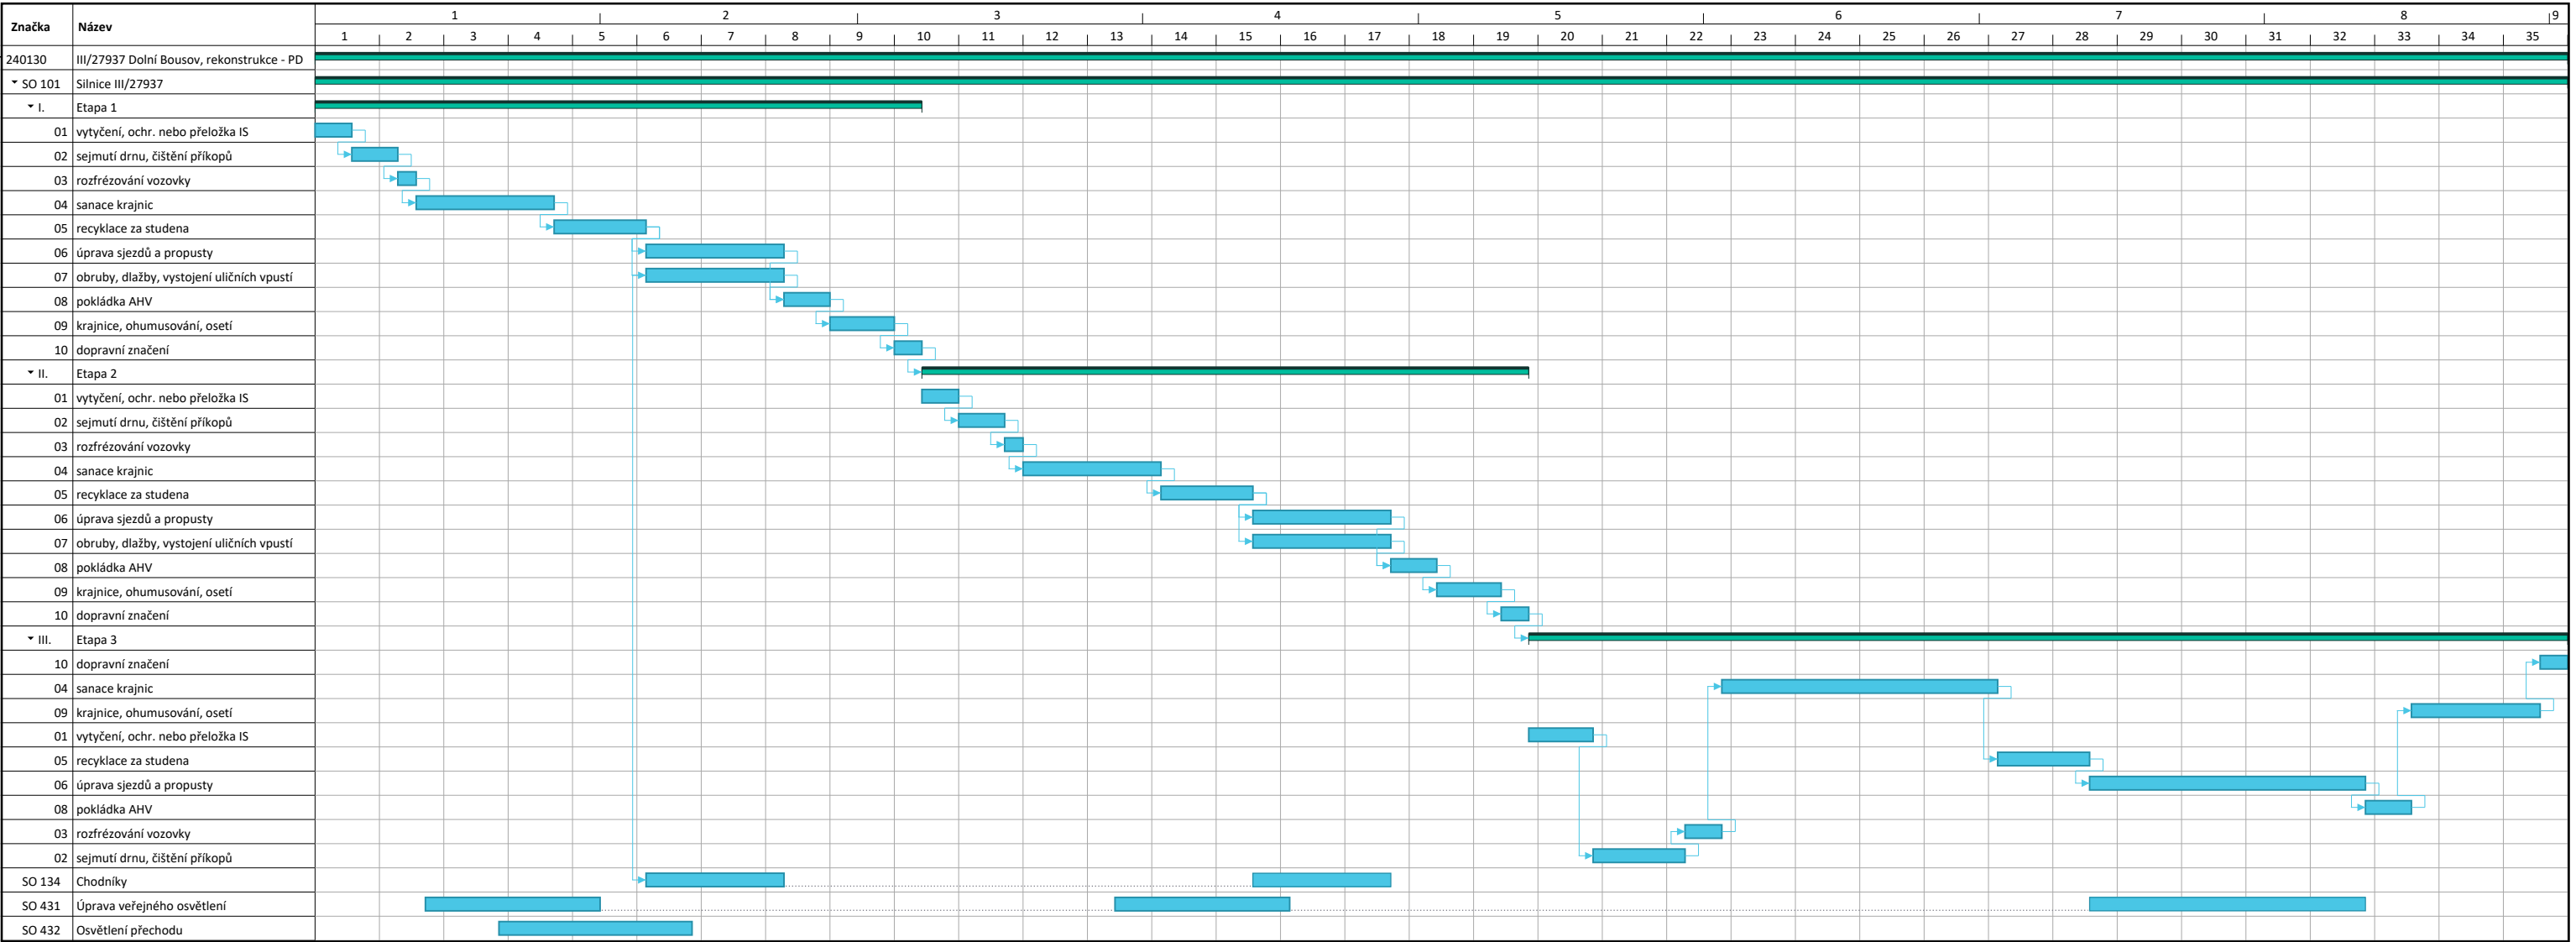 Značka Název 1 2 3 4 5 6 7 8 9
1 2 3 4 5 6 7 8 9 10 11 12 13 14 15 16 17 18 19 20 21 22 23 24 25 26 27 28 29 30 31 32 33 34 35
240130 III/27937 Dolní Bousov, rekonstrukce - PD
SO 101 Silnice III/27937
I. Etapa 1
01 vytyčení, ochr. nebo přeložka IS
02 sejmutí drnu, čištění příkopů
03 rozfrézování vozovky
04 sanace krajnic
05 recyklace za studena
06 úprava sjezdů a propusty
07 obruby, dlažby, vystojení uličních vpustí
08 pokládka AHV
09 krajnice, ohumusování, osetí
10 dopravní značení
II. Etapa 2
01 vytyčení, ochr. nebo přeložka IS
02 sejmutí drnu, čištění příkopů
03 rozfrézování vozovky
04 sanace krajnic
05 recyklace za studena
06 úprava sjezdů a propusty
07 obruby, dlažby, vystojení uličních vpustí
08 pokládka AHV
09 krajnice, ohumusování, osetí
10 dopravní značení
III. Etapa 3
10 dopravní značení
04 sanace krajnic
09 krajnice, ohumusování, osetí
01 vytyčení, ochr. nebo přeložka IS
05 recyklace za studena
06 úprava sjezdů a propusty
08 pokládka AHV
03 rozfrézování vozovky
02 sejmutí drnu, čištění příkopů
SO 134 Chodníky
SO 431 Úprava veřejného osvětlení
SO 432 Osvětlení přechodu